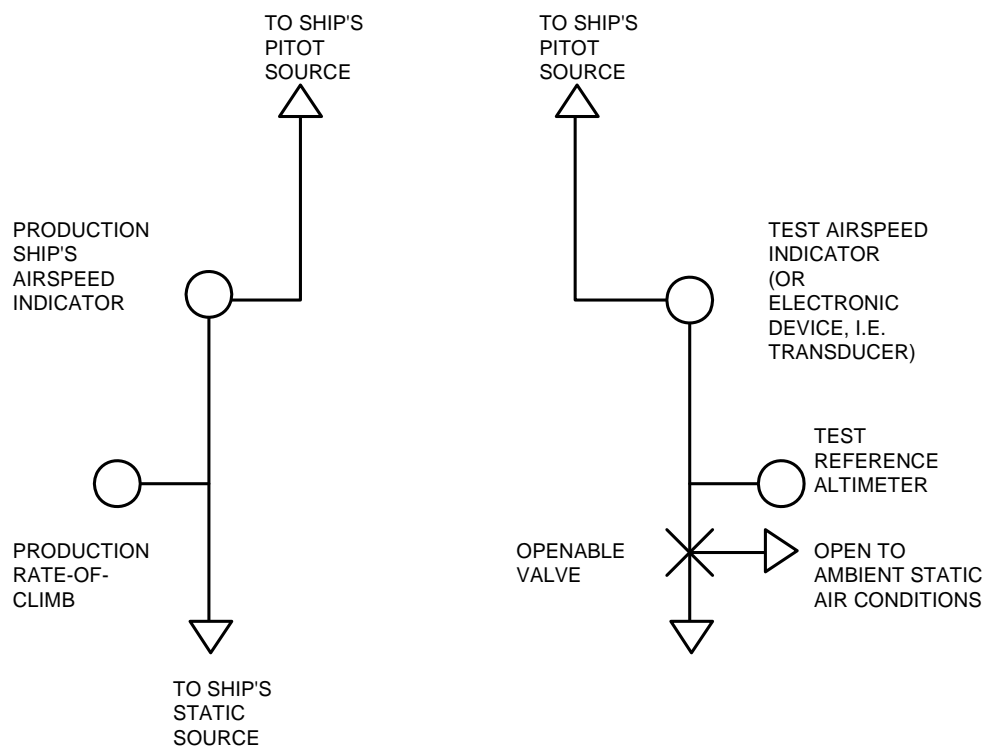 TO SHIP'S
PITOT
SOURCE
TO SHIP'S
PITOT
SOURCE
PRODUCTION
SHIP'S
AIRSPEED
INDICATOR
TEST AIRSPEED
INDICATOR
(OR
ELECTRONIC
DEVICE, I.E.
TRANSDUCER)
TEST
REFERENCE
ALTIMETER
PRODUCTION
RATE-OF-
CLIMB
OPENABLE
VALVE
OPEN TO
AMBIENT STATIC
AIR CONDITIONS
TO SHIP'S
STATIC
SOURCE